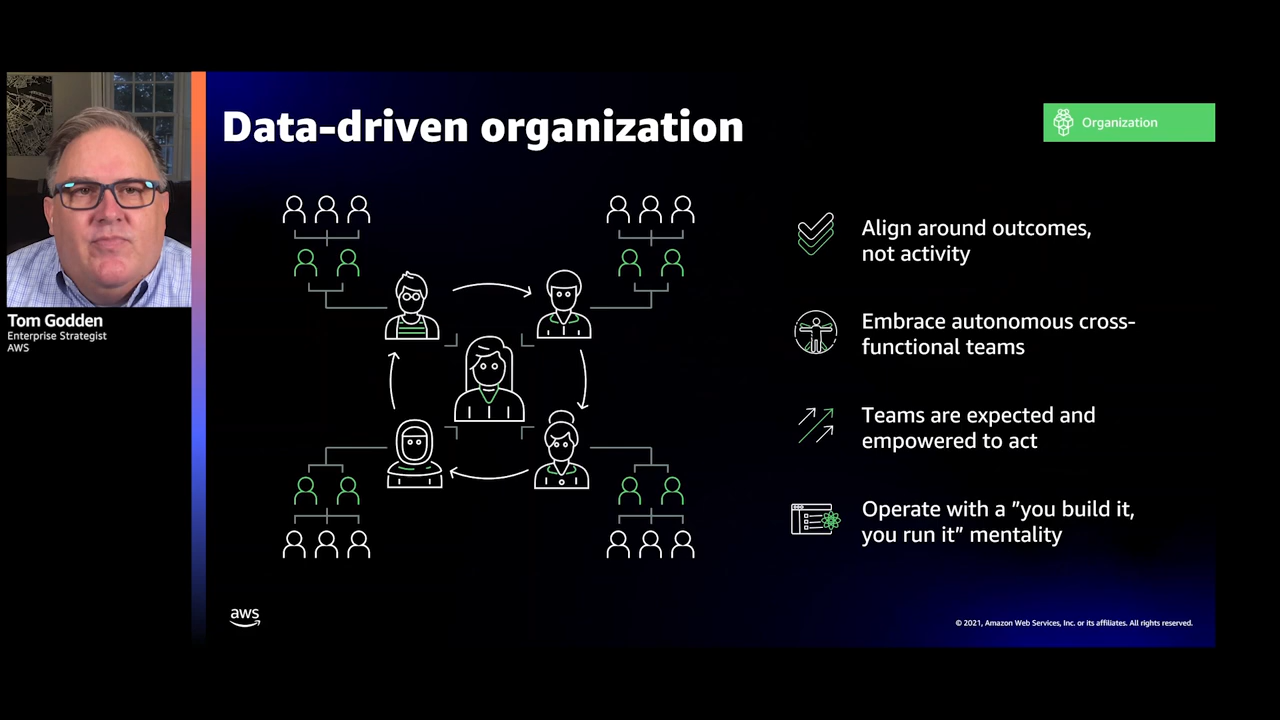 Data-driven organization
Organization
Align around outcomes,
not activity
Embrace autonomous cross-
functional teams
Teams are expected and
empowered to act
Operate with a ”you build it,
you run it” mentality
Tom Godden
Enterprise Strategist
AWS
aws
© 2021, Amazon Web Services, Inc. or its affiliates. All rights reserved.